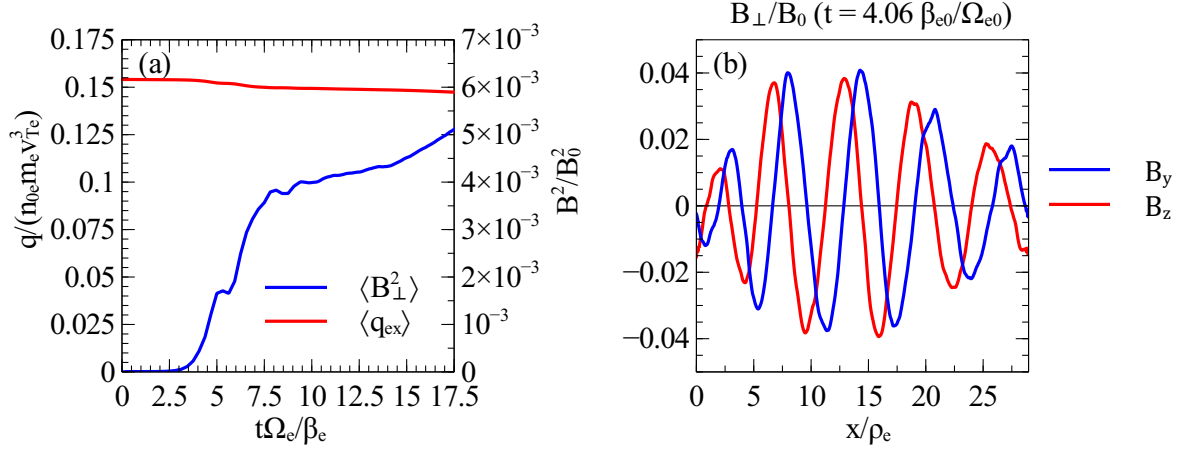 B⊥/B₀ (t = 4.06 βₑ₀/Ωₑ₀)
(a)
0.175
0.15
0.125
0.1
0.075
0.05
0.025
0
q/(n₀ₑmₑv³_Te)
7×10⁻³
6×10⁻³
5×10⁻³
4×10⁻³
3×10⁻³
2×10⁻³
10⁻³
0
B²/B₀²
⟨B⊥²⟩
⟨qₑₓ⟩
0 2.5 5 7.5 10 12.5 15 17.5
tΩₑ/βₑ
(b)
0.04
0.02
0
−0.02
−0.04
0 5 10 15 20 25
x/ρₑ
B_y
B_z